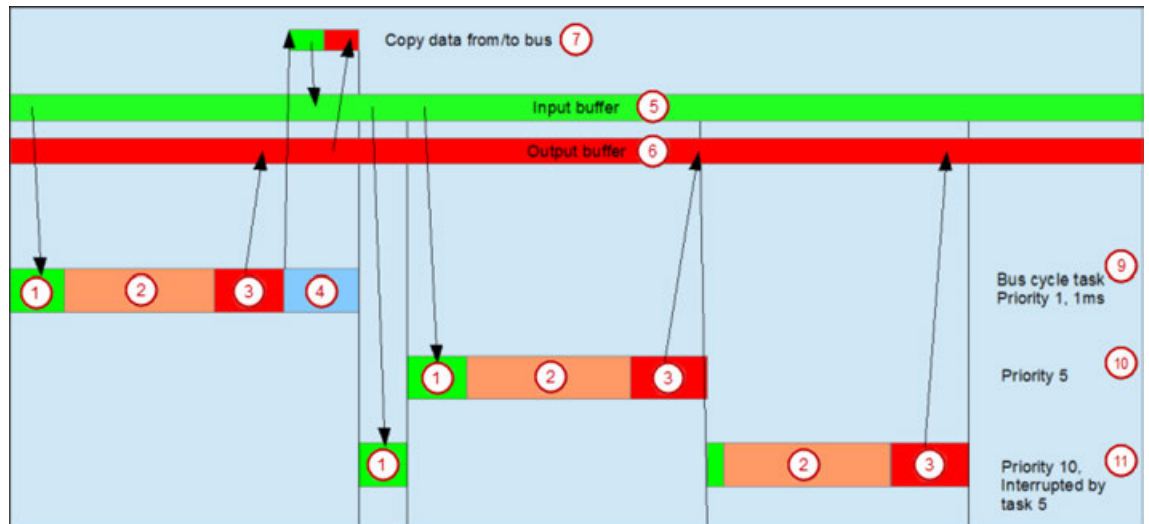 Copy data from/to bus 7
Input buffer 5
Output buffer 6
1 2 3 4
9
Bus cycle task
Priority 1, 1ms
1 2 3
Priority 5 10
1 2 3
11
Priority 10,
Interrupted by
task 5